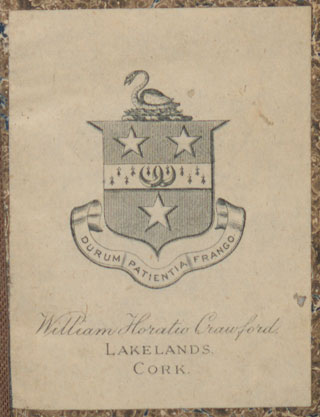 DURUM PATIENTIA FRANGO
William Horatio Crawford,
LAKELANDS,
CORK.